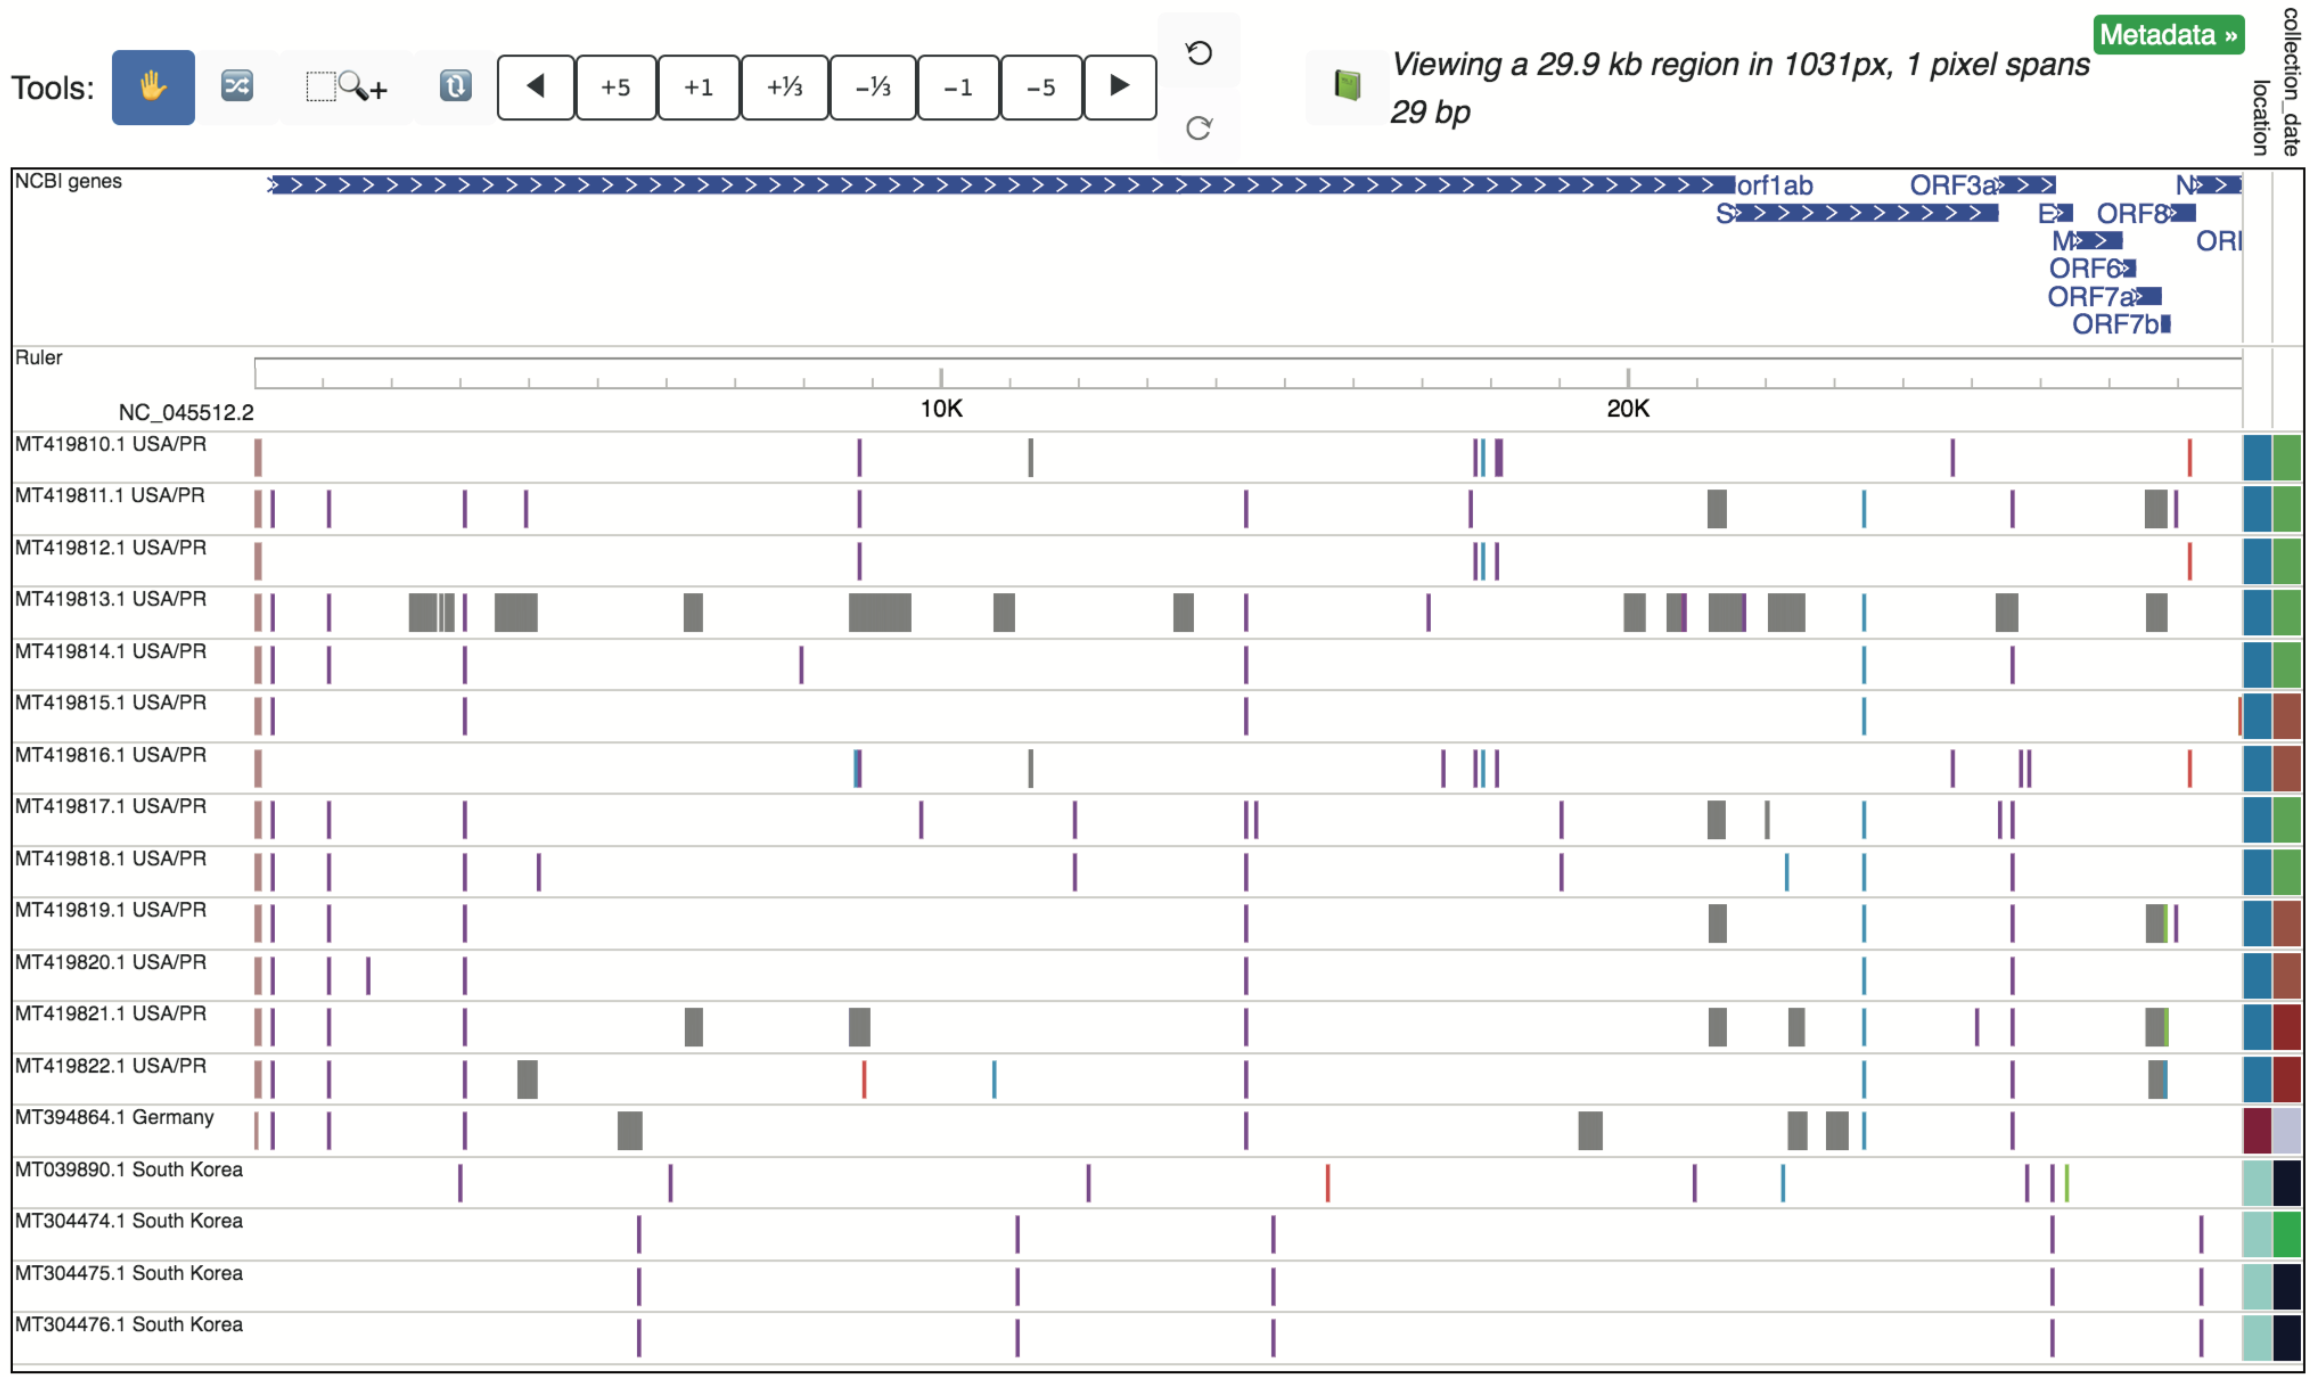 Tools:
+5
+1
+⅓
−⅓
−1
−5
Viewing a 29.9 kb region in 1031px, 1 pixel spans
29 bp
Metadata »
location
collection_date
NCBI genes
orf1ab
ORF3a
N
S
E
ORF8
M
ORI
ORF6
ORF7a
ORF7b
Ruler
NC_045512.2
10K
20K
MT419810.1 USA/PR
MT419811.1 USA/PR
MT419812.1 USA/PR
MT419813.1 USA/PR
MT419814.1 USA/PR
MT419815.1 USA/PR
MT419816.1 USA/PR
MT419817.1 USA/PR
MT419818.1 USA/PR
MT419819.1 USA/PR
MT419820.1 USA/PR
MT419821.1 USA/PR
MT419822.1 USA/PR
MT394864.1 Germany
MT039890.1 South Korea
MT304474.1 South Korea
MT304475.1 South Korea
MT304476.1 South Korea